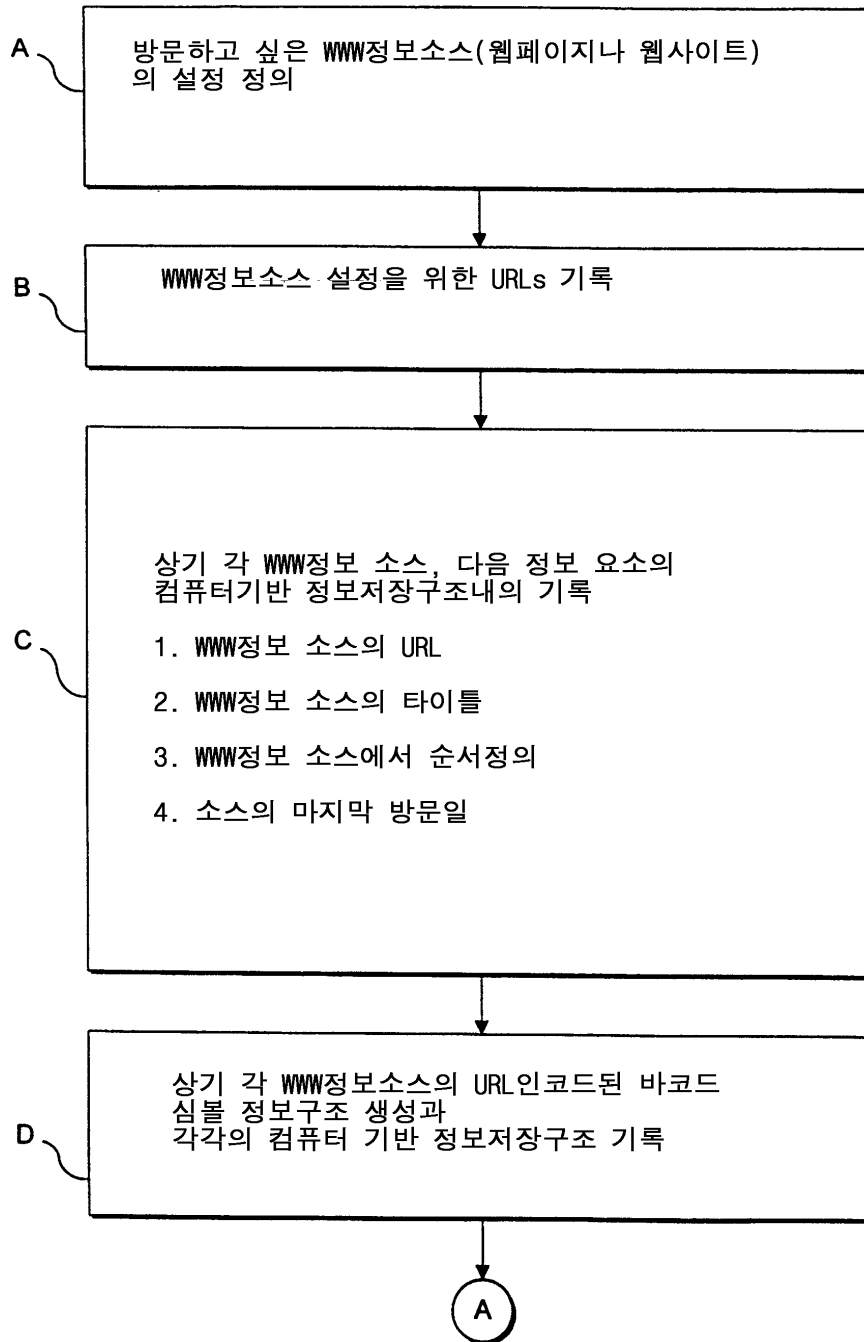 A
방문하고 싶은 WWW정보소스(웹페이지나 웹사이트)
의 설정 정의
B
WWW정보소스 설정을 위한 URLs 기록
C
상기 각 WWW정보 소스, 다음 정보 요소의
컴퓨터기반 정보저장구조내의 기록
1. WWW정보 소스의 URL
2. WWW정보 소스의 타이틀
3. WWW정보 소스에서 순서정의
4. 소스의 마지막 방문일
D
상기 각 WWW정보소스의 URL인코드된 바코드
심볼 정보구조 생성과
각각의 컴퓨터 기반 정보저장구조 기록
A